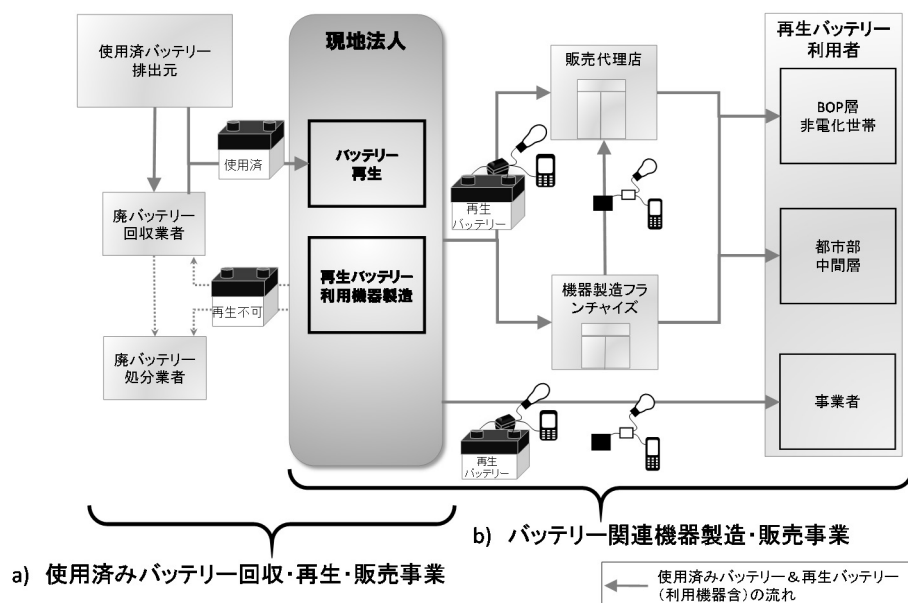 使用済バッテリー
排出元
現地法人
販売代理店
再生バッテリー
利用者
BOP層
非電化世帯
使用済
バッテリー
再生
再生
バッテリー
廃バッテリー
回収業者
再生バッテリー
利用機器製造
再生不可
機器製造フラ
ンチャイズ
都市部
中間層
廃バッテリー
処分業者
再生
バッテリー
事業者
b) バッテリー関連機器製造・販売事業
a) 使用済みバッテリー回収・再生・販売事業
使用済みバッテリー＆再生バッテリー
（利用機器含）の流れ